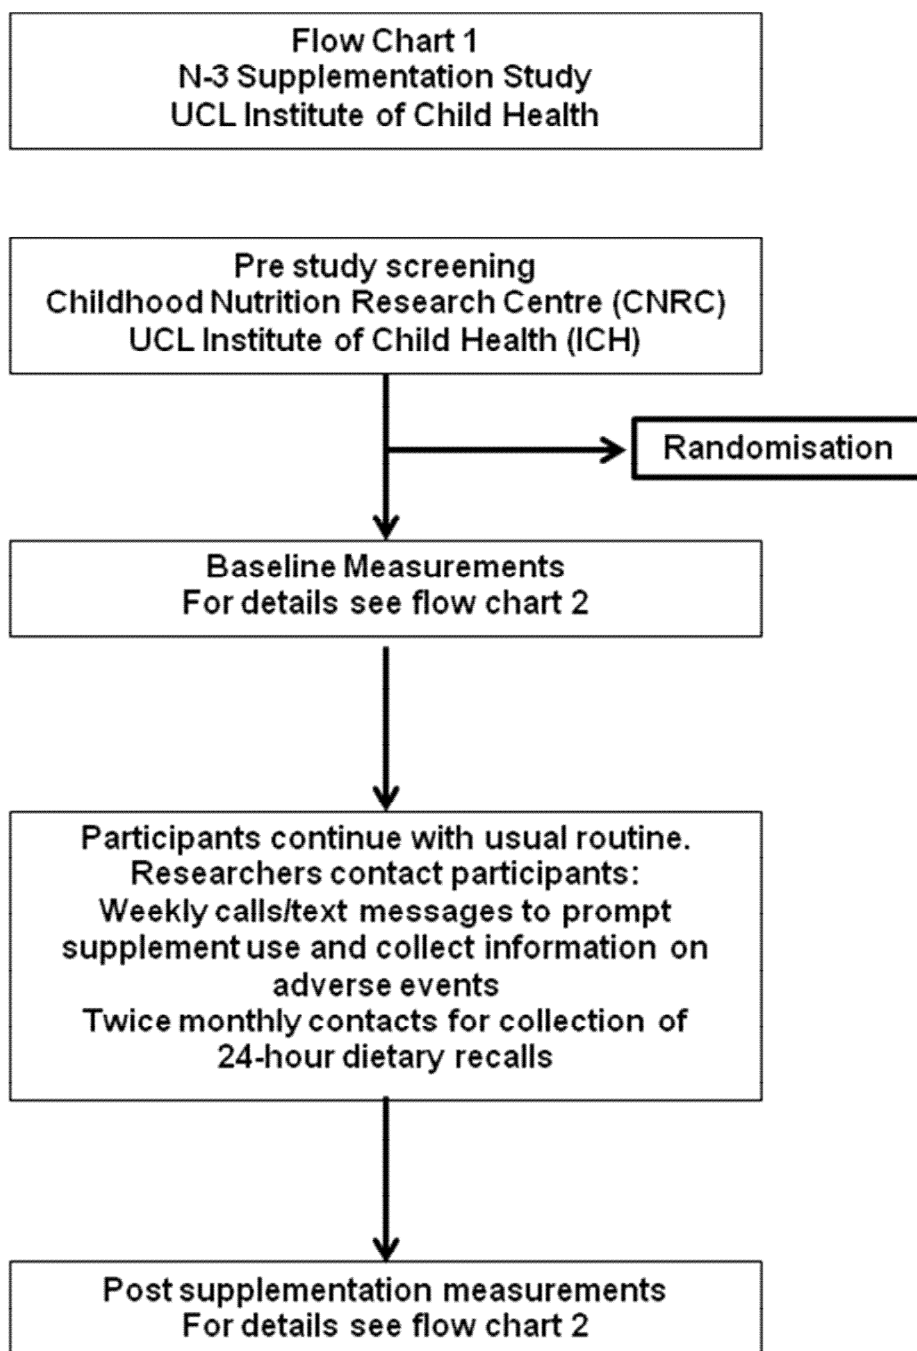 Flow Chart 1
N-3 Supplementation Study
UCL Institute of Child Health
Pre study screening
Childhood Nutrition Research Centre (CNRC)
UCL Institute of Child Health (ICH)
Randomisation
Baseline Measurements
For details see flow chart 2
Participants continue with usual routine.
Researchers contact participants:
Weekly calls/text messages to prompt
supplement use and collect information on
adverse events
Twice monthly contacts for collection of
24-hour dietary recalls
Post supplementation measurements
For details see flow chart 2